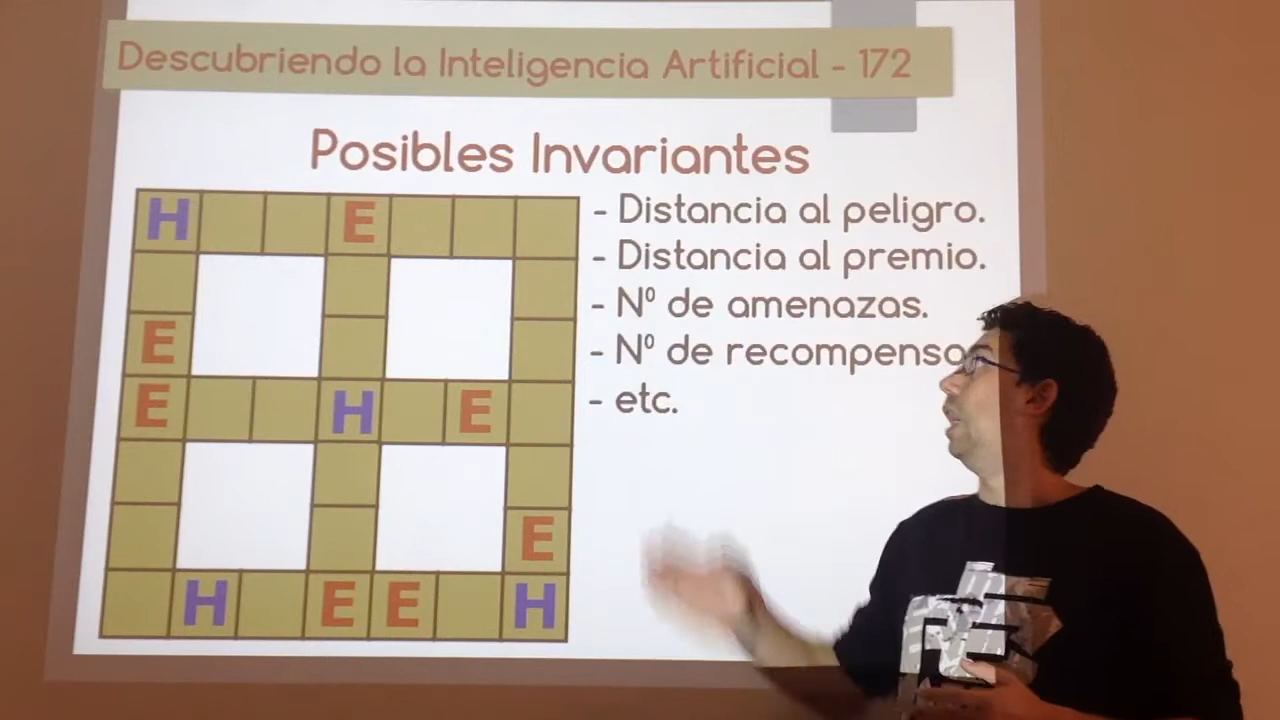 Descubriendo la Inteligencia Artificial - 172
Posibles Invariantes
H E
- Distancia al peligro.
- Distancia al premio.
- Nº de amenazas.
- Nº de recompensa
- etc.
E
E H E
E
H E E H